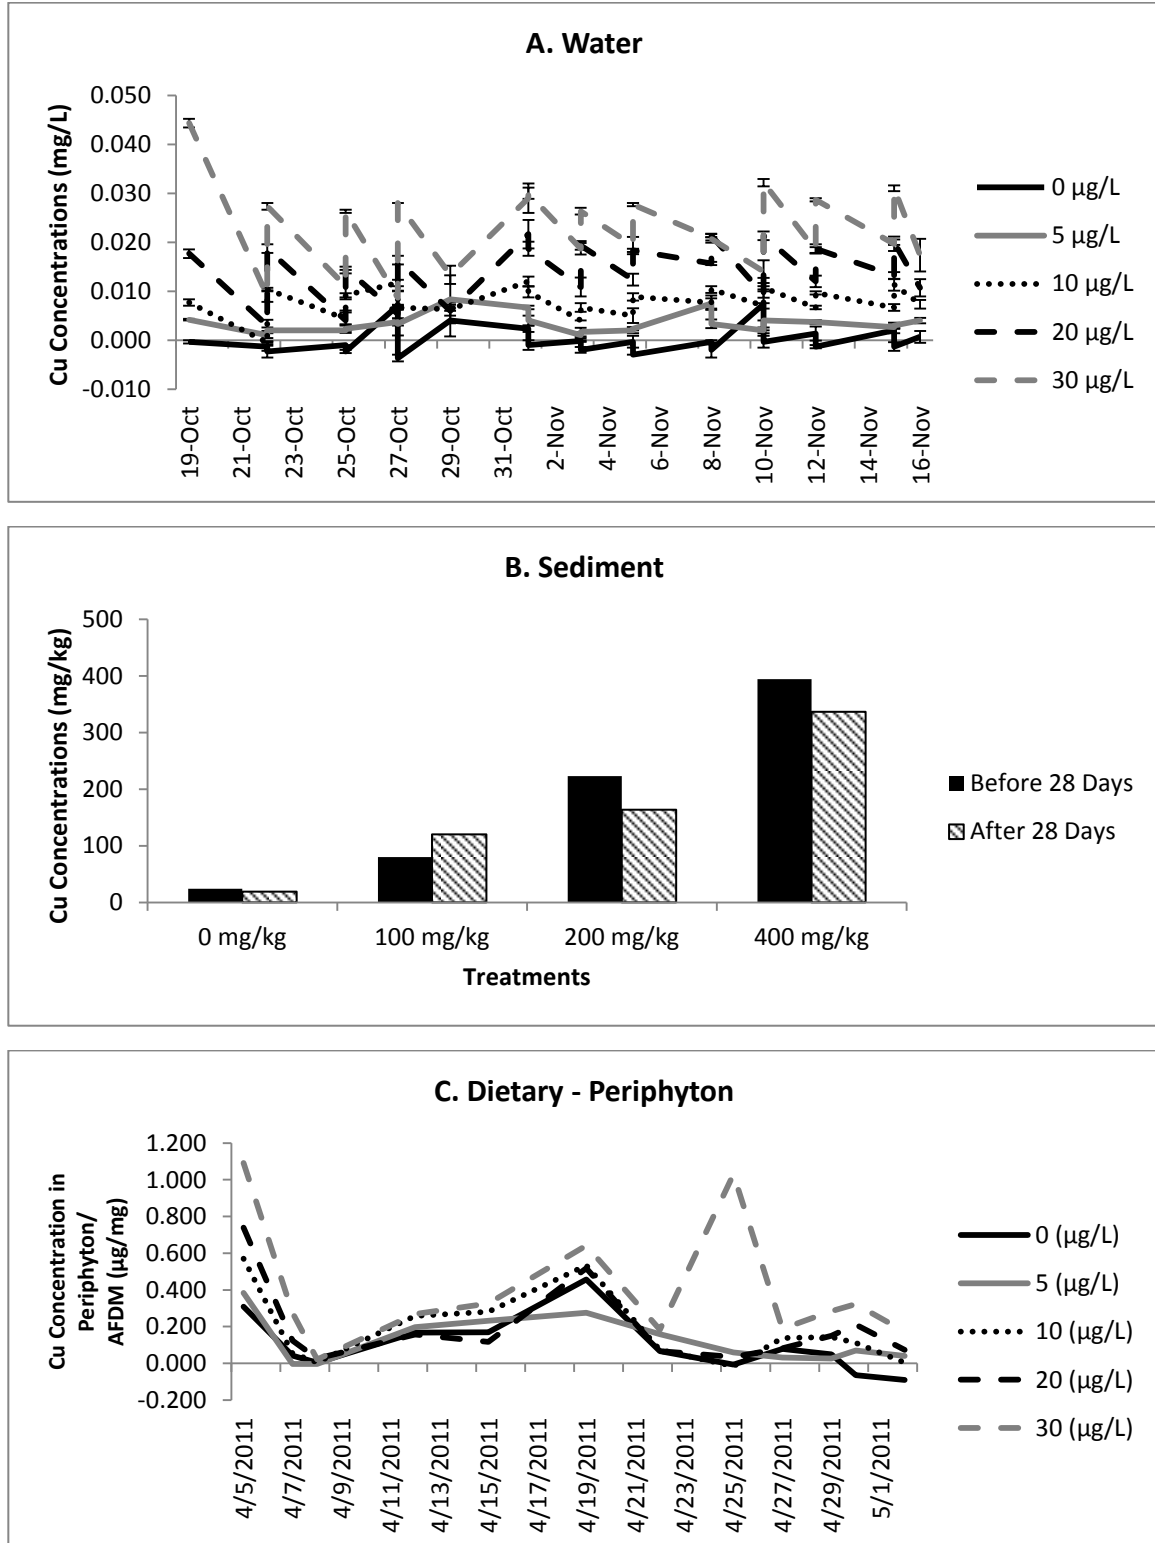 A. Water
Cu Concentrations (mg/L)
0.050
0.040
0.030
0.020
0.010
0.000
-0.010
19-Oct
21-Oct
23-Oct
25-Oct
27-Oct
29-Oct
31-Oct
2-Nov
4-Nov
6-Nov
8-Nov
10-Nov
12-Nov
14-Nov
16-Nov
0 µg/L
5 µg/L
10 µg/L
20 µg/L
30 µg/L
B. Sediment
Cu Concentrations (mg/kg)
500
400
300
200
100
0
0 mg/kg
100 mg/kg
200 mg/kg
400 mg/kg
Treatments
Before 28 Days
After 28 Days
C. Dietary - Periphyton
Cu Concentration in
Periphyton/
AFDM (µg/mg)
1.200
1.000
0.800
0.600
0.400
0.200
0.000
-0.200
4/5/2011
4/7/2011
4/9/2011
4/11/2011
4/13/2011
4/15/2011
4/17/2011
4/19/2011
4/21/2011
4/23/2011
4/25/2011
4/27/2011
4/29/2011
5/1/2011
0 (µg/L)
5 (µg/L)
10 (µg/L)
20 (µg/L)
30 (µg/L)